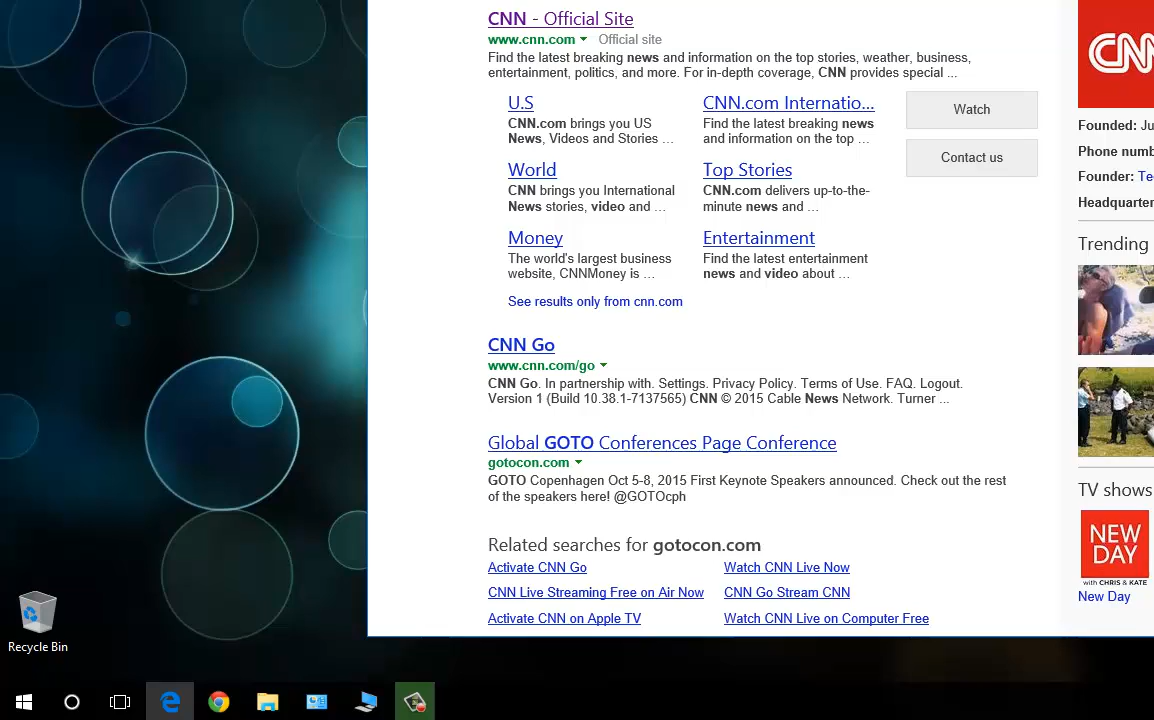 CNN - Official Site
www.cnn.com Official site
Find the latest breaking news and information on the top stories, weather, business,
entertainment, politics, and more. For in-depth coverage, CNN provides special ...
U.S
CNN.com brings you US
News, Videos and Stories ...
CNN.com Internatio...
Find the latest breaking news
and information on the top ...
Watch
Contact us
World
CNN brings you International
News stories, video and ...
Top Stories
CNN.com delivers up-to-the-
minute news and ...
Money
The world's largest business
website, CNNMoney is ...
Entertainment
Find the latest entertainment
news and video about ...
See results only from cnn.com
CNN Go
www.cnn.com/go
CNN Go. In partnership with. Settings. Privacy Policy. Terms of Use. FAQ. Logout.
Version 1 (Build 10.38.1-7137565) CNN © 2015 Cable News Network. Turner ...
Global GOTO Conferences Page Conference
gotocon.com
GOTO Copenhagen Oct 5-8, 2015 First Keynote Speakers announced. Check out the rest
of the speakers here! @GOTOcph
Related searches for gotocon.com
Activate CNN Go
Watch CNN Live Now
CNN Live Streaming Free on Air Now
CNN Go Stream CNN
Activate CNN on Apple TV
Watch CNN Live on Computer Free
CNN
Founded: Ju
Phone numb
Founder: Te
Headquarter
Trending
TV shows
NEW
DAY
WITH CHRIS & KATE
New Day
Recycle Bin